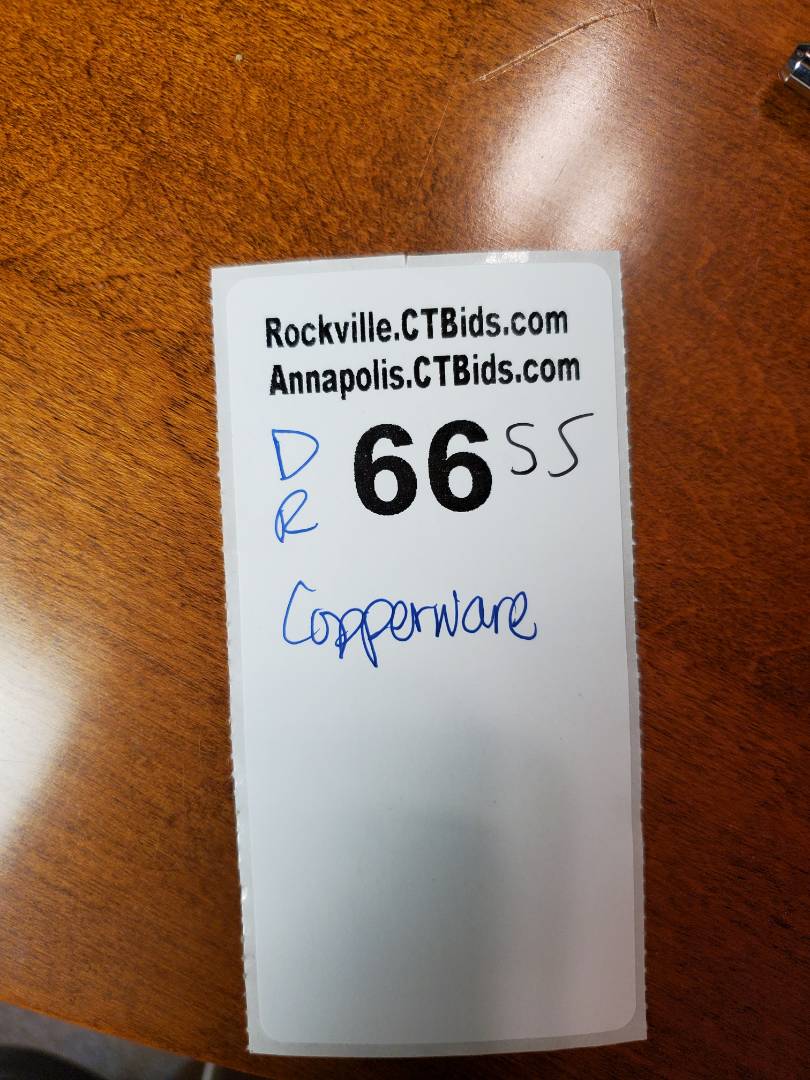 Rockville.CTBids.com
Annapolis.CTBids.com
D 66 SS
R
Copperware